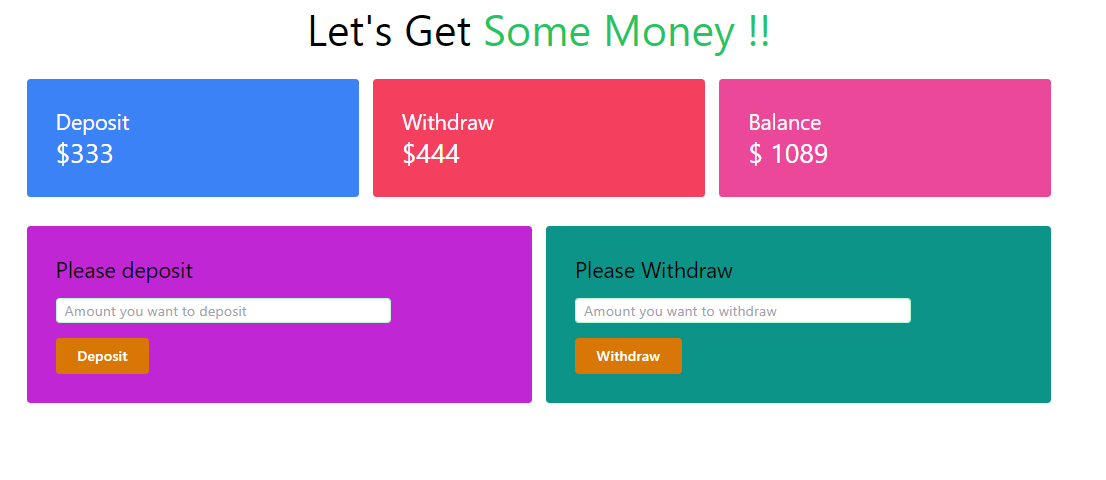 Let's Get Some Money !!
Deposit
$333
Withdraw
$444
Balance
$ 1089
Please deposit
Amount you want to deposit
Deposit
Please Withdraw
Amount you want to withdraw
Withdraw